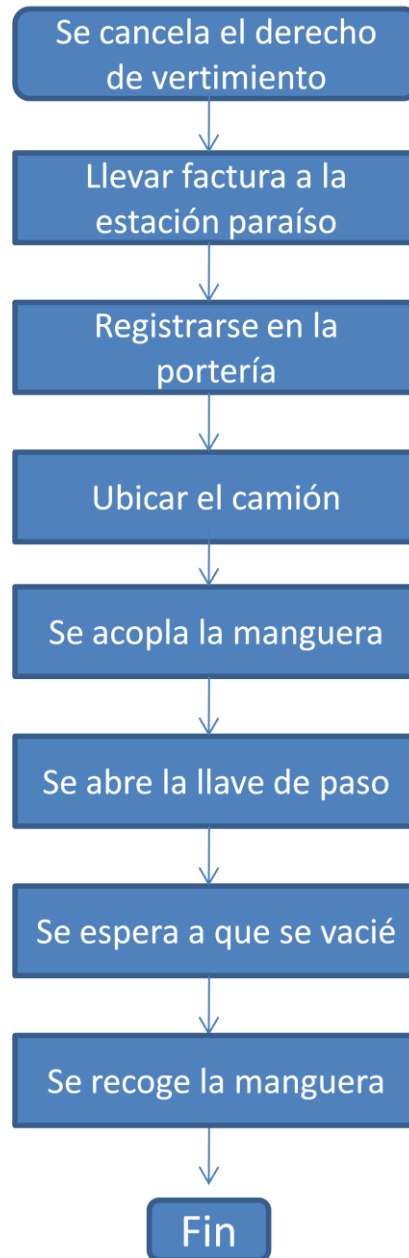 Se cancela el derecho
de vertimiento
Llevar factura a la
estación paraíso
Registrarse en la
portería
Ubicar el camión
Se acopla la manguera
Se abre la llave de paso
Se espera a que se vacié
Se recoge la manguera
Fin